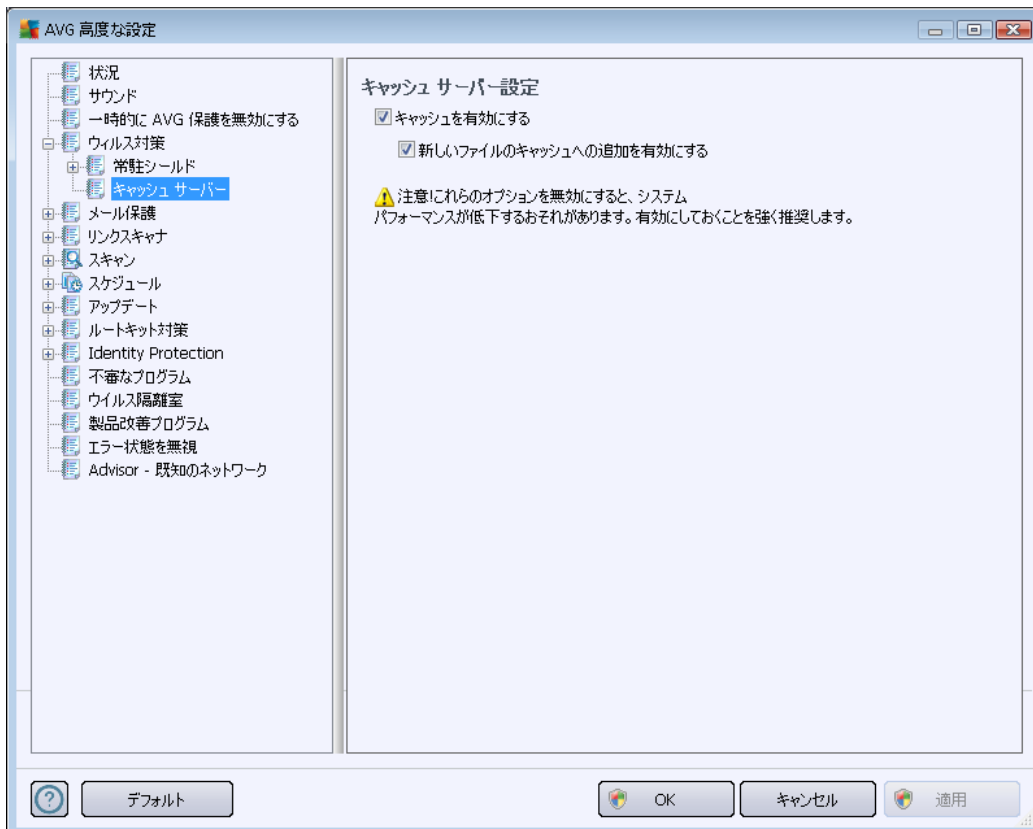 AVG 高度な設定
状況
サウンド
一時的に AVG 保護を無効にする
ウィルス対策
常駐シールド
キャッシュ サーバー
メール保護
リンクスキャナ
スキャン
スケジュール
アップデート
ルートキット対策
Identity Protection
不審なプログラム
ウイルス隔離室
製品改善プログラム
エラー状態を無視
Advisor - 既知のネットワーク
キャッシュ サーバー設定
キャッシュを有効にする
新しいファイルのキャッシュへの追加を有効にする
注意!これらのオプションを無効にすると、システム
パフォーマンスが低下するおそれがあります。有効にしておくことを強く推奨します。
?
デフォルト
OK
キャンセル
適用